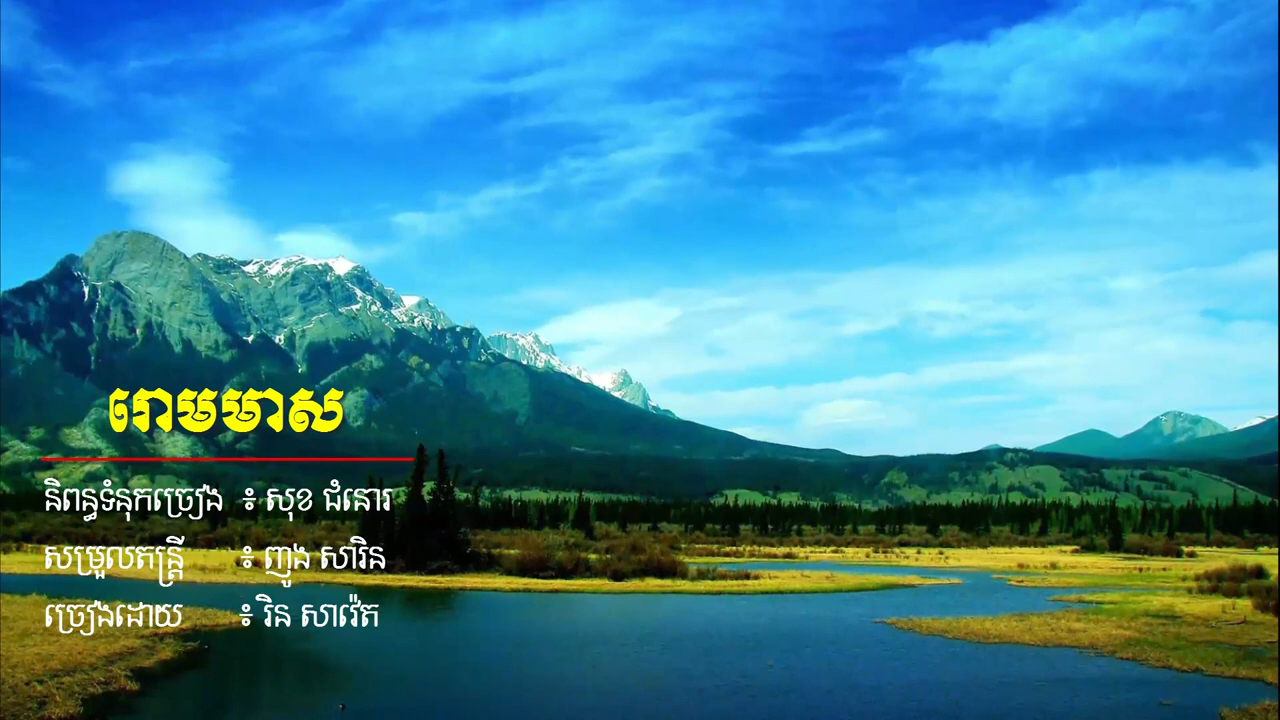 រោមមាស
និពន្ធទំនុកច្រៀង ៖ សុខ ជំនោរ
សម្រួលតន្ត្រី ៖ ញូង សារិន
ច្រៀងដោយ ៖ រិន សាវ៉េត